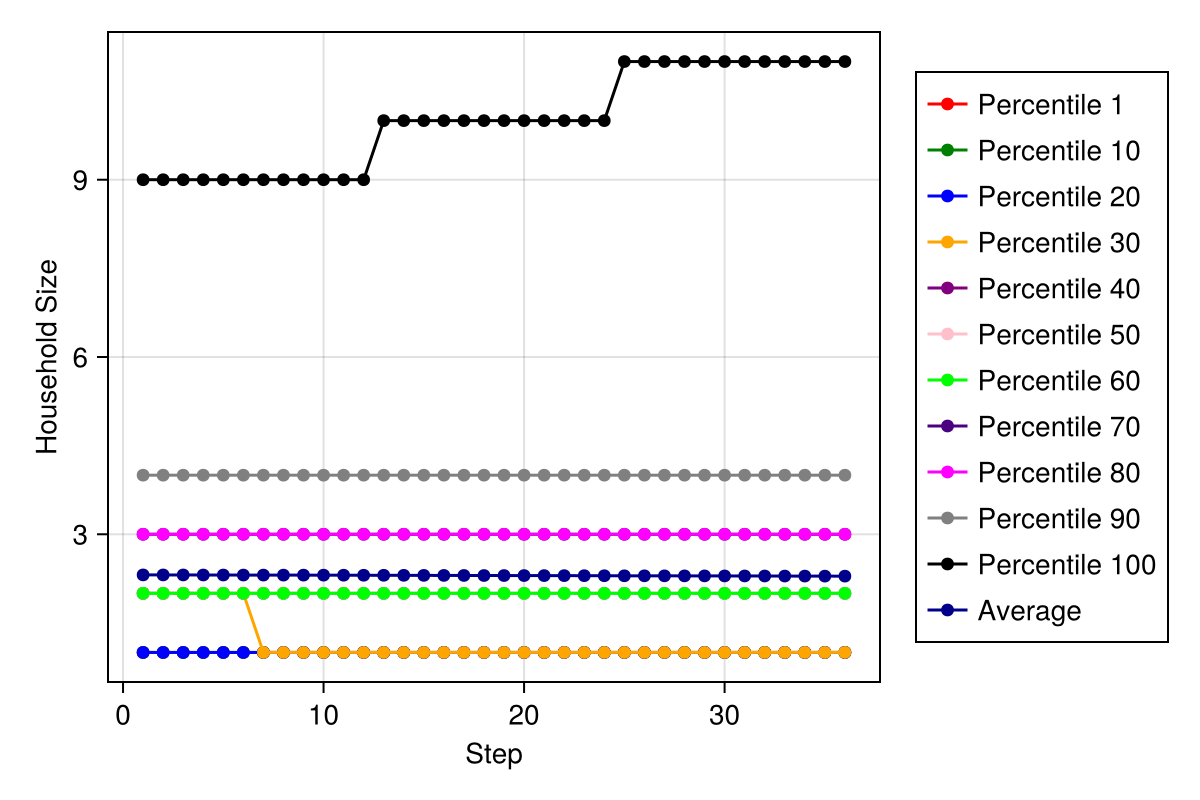 Household Size
9
6
3
0
10
20
30
Step
Percentile 1
Percentile 10
Percentile 20
Percentile 30
Percentile 40
Percentile 50
Percentile 60
Percentile 70
Percentile 80
Percentile 90
Percentile 100
Average